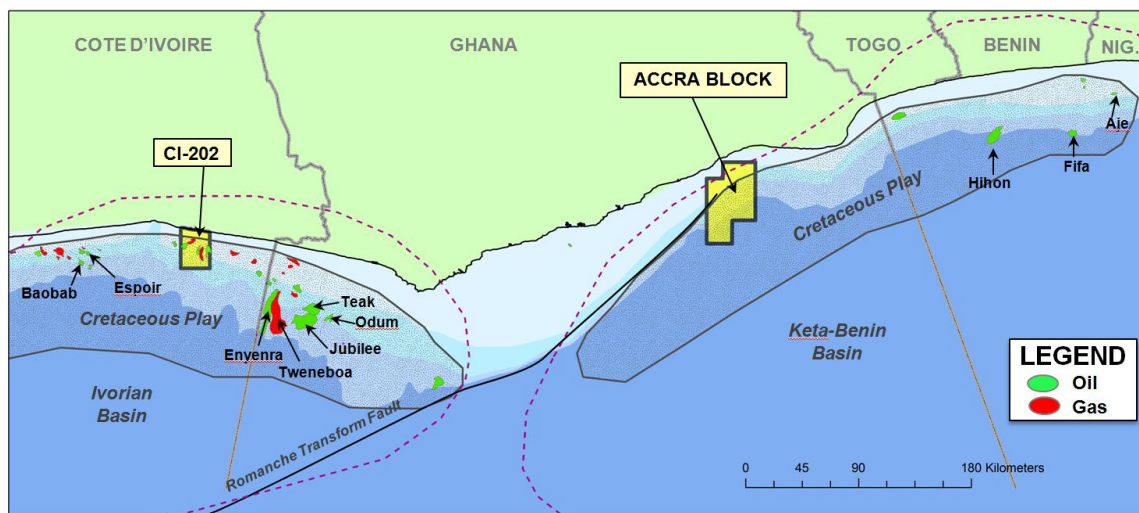 COTE D'IVOIRE
GHANA
TOGO
BENIN
NIG.
ACCRA BLOCK
CI-202
Aje
Fifa
Hihon
Cretaceous Play
Baobab
Espoir
Cretaceous Play
Teak
Odum
Jubilee
Enyenra
Tweneboa
Ivorian
Basin
Romanche Transform Fault
Keta-Benin
Basin
LEGEND
Oil
Gas
0 45 90 180 Kilometers